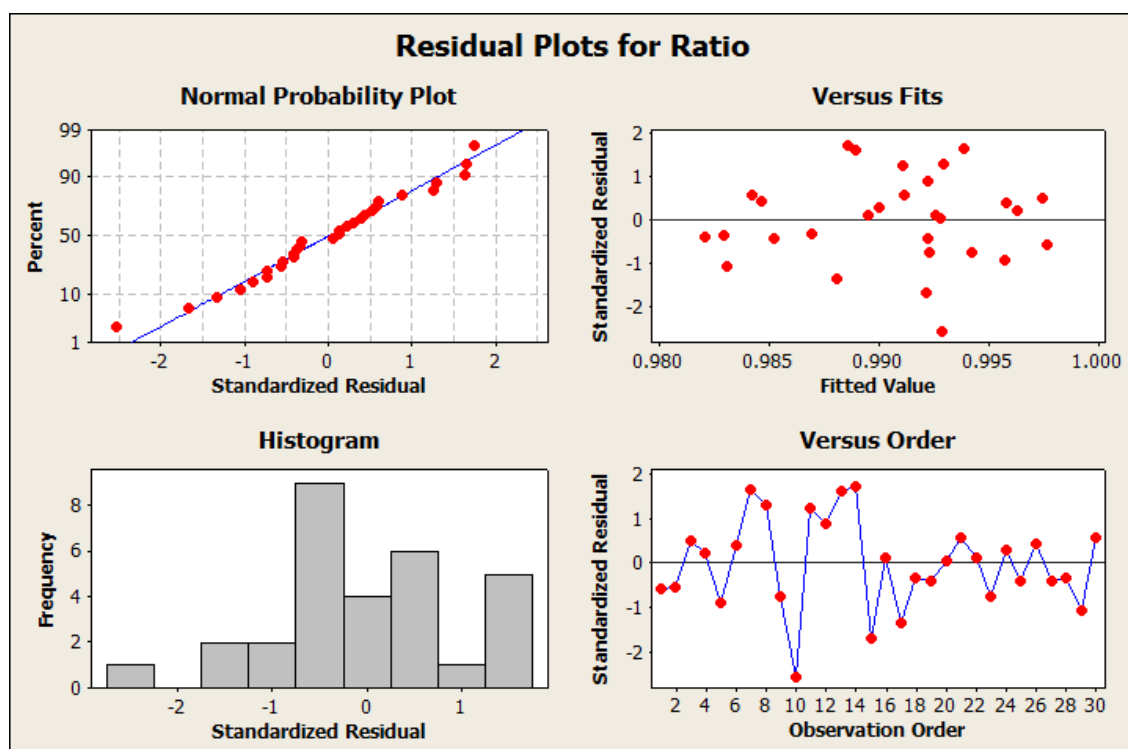 Residual Plots for Ratio
Normal Probability Plot
99
90
50
10
1
Percent
-2 -1 0 1 2
Standardized Residual
Versus Fits
2
1
0
-1
-2
Standardized Residual
0.980 0.985 0.990 0.995 1.000
Fitted Value
Histogram
8
6
4
2
0
Frequency
-2 -1 0 1
Standardized Residual
Versus Order
2
1
0
-1
-2
Standardized Residual
2 4 6 8 10 12 14 16 18 20 22 24 26 28 30
Observation Order